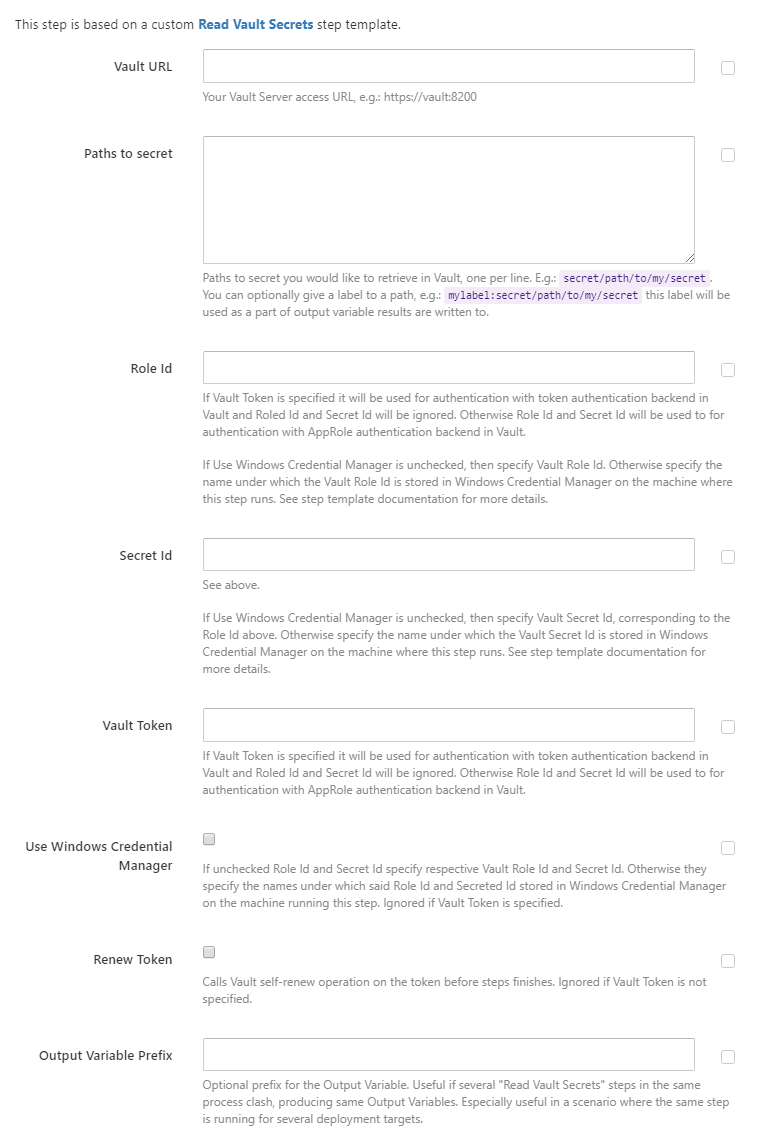 This step is based on a custom Read Vault Secrets step template.
Vault URL
Your Vault Server access URL, e.g.: https://vault:8200
Paths to secret
Paths to secret you would like to retrieve in Vault, one per line. E.g.: secret/path/to/my/secret .
You can optionally give a label to a path, e.g.: mylabel:secret/path/to/my/secret this label will be
used as a part of output variable results are written to.
Role Id
If Vault Token is specified it will be used for authentication with token authentication backend in
Vault and Roled Id and Secret Id will be ignored. Otherwise Role Id and Secret Id will be used to for
authentication with AppRole authentication backend in Vault.
If Use Windows Credential Manager is unchecked, then specify Vault Role Id. Otherwise specify the
name under which the Vault Role Id is stored in Windows Credential Manager on the machine where
this step runs. See step template documentation for more details.
Secret Id
See above.
If Use Windows Credential Manager is unchecked, then specify Vault Secret Id, corresponding to the
Role Id above. Otherwise specify the name under which the Vault Secret Id is stored in Windows
Credential Manager on the machine where this step runs. See step template documentation for
more details.
Vault Token
If Vault Token is specified it will be used for authentication with token authentication backend in
Vault and Roled Id and Secret Id will be ignored. Otherwise Role Id and Secret Id will be used to for
authentication with AppRole authentication backend in Vault.
Use Windows Credential
Manager
If unchecked Role Id and Secret Id specify respective Vault Role Id and Secret Id. Otherwise they
specify the names under which said Role Id and Secreted Id stored in Windows Credential Manager
on the machine running this step. Ignored if Vault Token is specified.
Renew Token
Calls Vault self-renew operation on the token before steps finishes. Ignored if Vault Token is not
specified.
Output Variable Prefix
Optional prefix for the Output Variable. Useful if several "Read Vault Secrets" steps in the same
process clash, producing same Output Variables. Especially useful in a scenario where the same step
is running for several deployment targets.